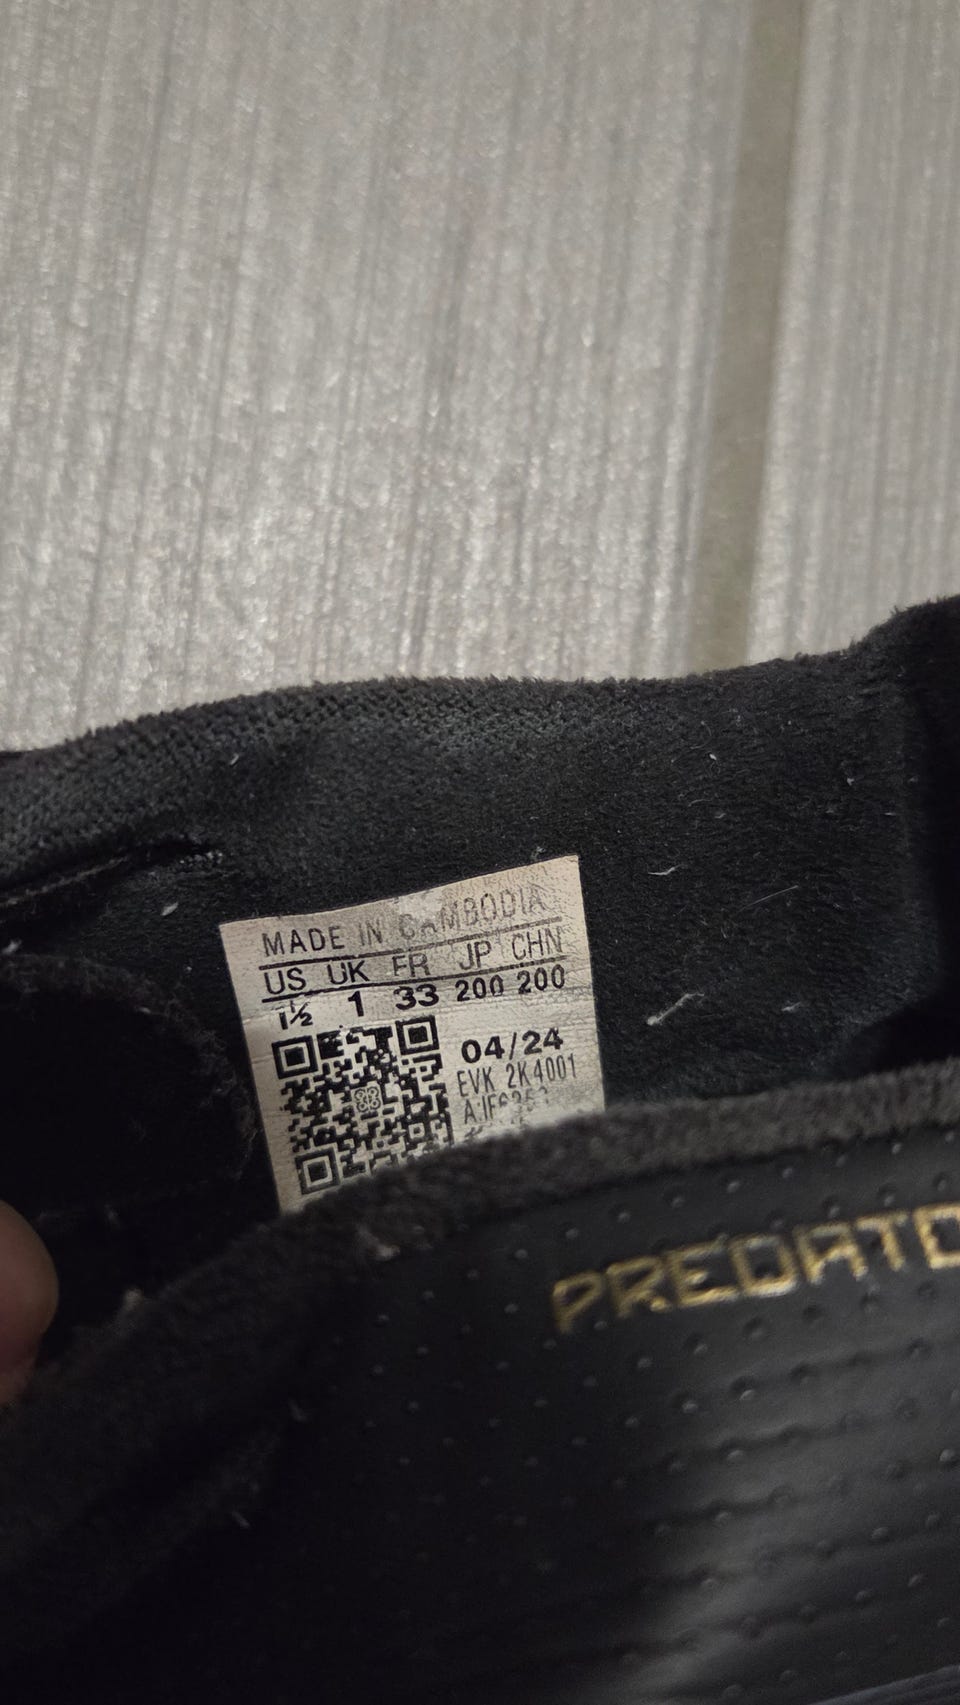 MADE IN CAMBODIA
US UK FR JP CHN
1½ 1 33 200 200
04/24
EVK 2K4001
PREDATO